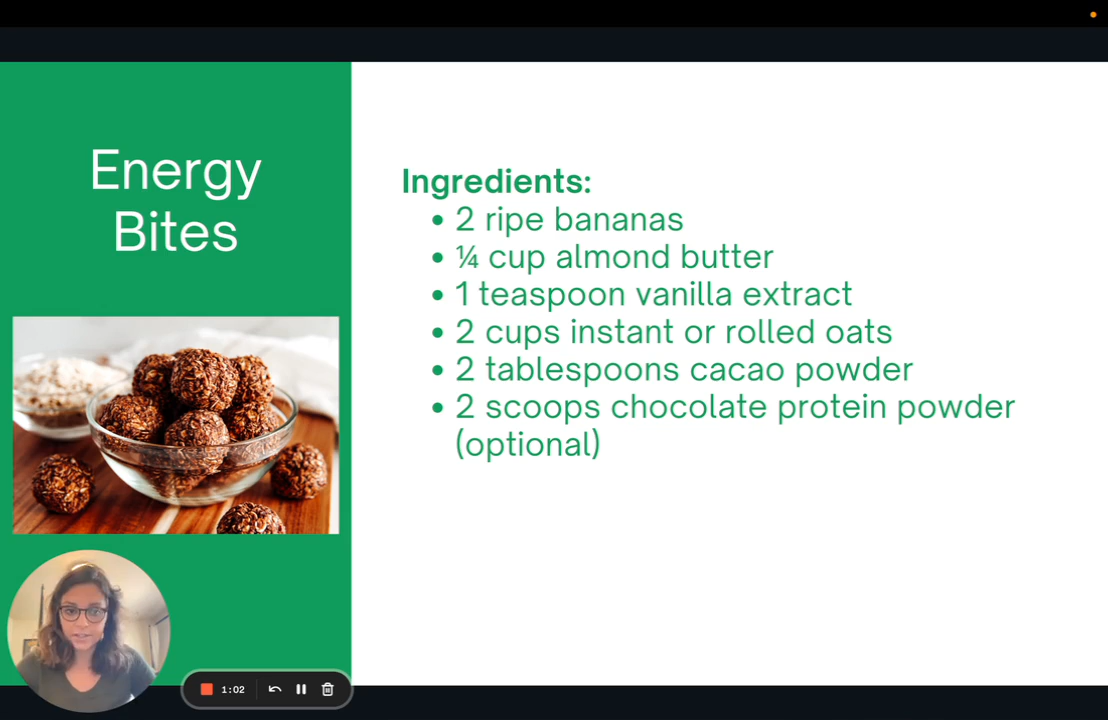 Energy
Bites
Ingredients:
• 2 ripe bananas
• ¼ cup almond butter
• 1 teaspoon vanilla extract
• 2 cups instant or rolled oats
• 2 tablespoons cacao powder
• 2 scoops chocolate protein powder
(optional)
1:02